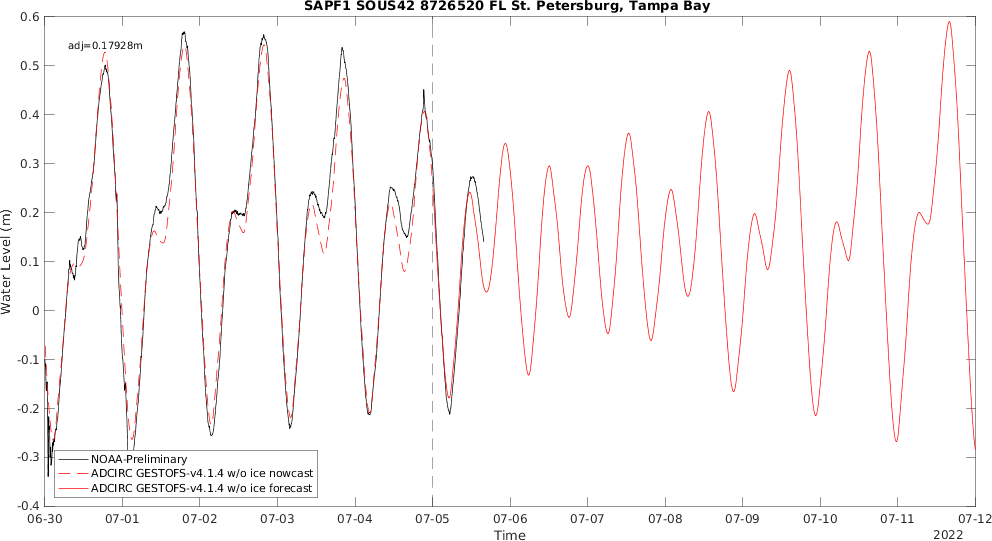 SAPF1 SOUS42 8726520 FL St. Petersburg, Tampa Bay
adj=0.17928m
Water Level (m)
0.6
0.5
0.4
0.3
0.2
0.1
0
-0.1
-0.2
-0.3
-0.4
NOAA-Preliminary
ADCIRC GESTOFS-v4.1.4 w/o ice nowcast
ADCIRC GESTOFS-v4.1.4 w/o ice forecast
06-30 07-01 07-02 07-03 07-04 07-05 07-06 07-07 07-08 07-09 07-10 07-11 07-12
Time
2022